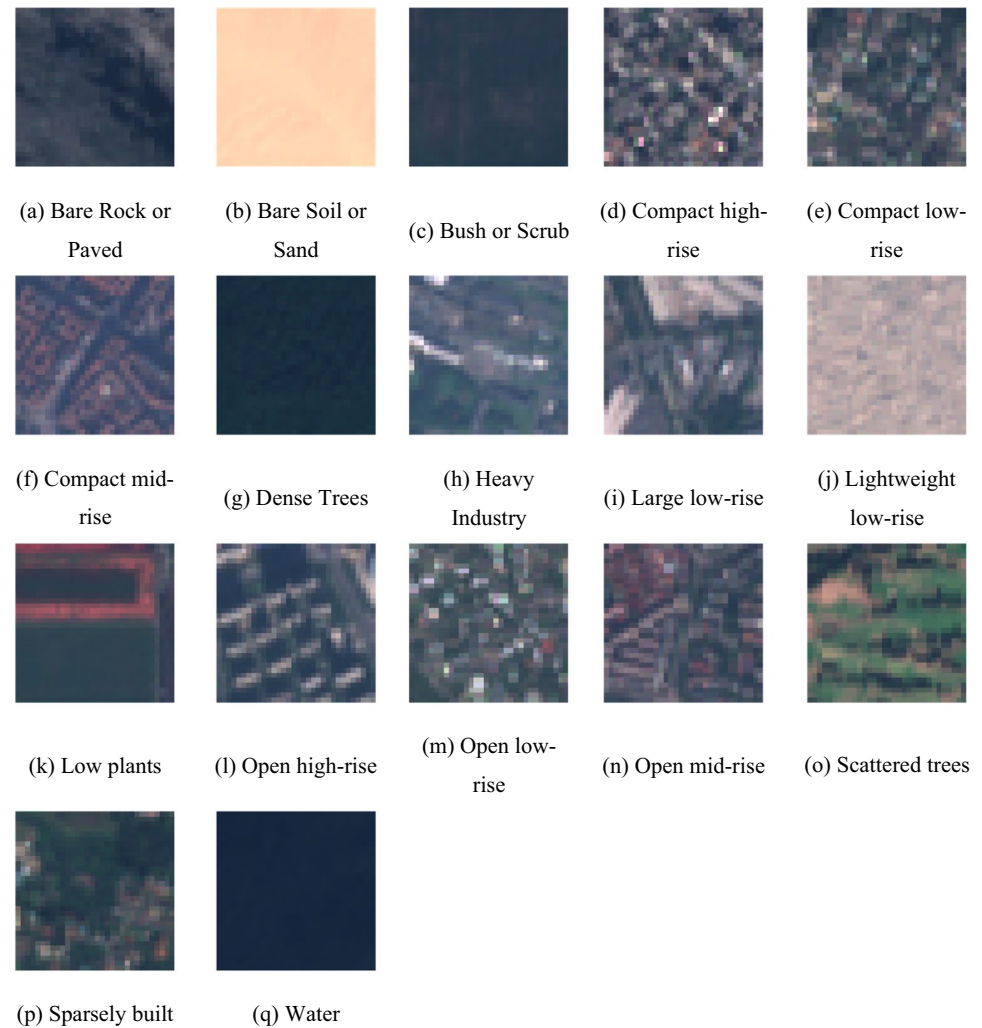 (a) Bare Rock or
Paved
(b) Bare Soil or
Sand
(c) Bush or Scrub
(d) Compact high-
rise
(e) Compact low-
rise
(f) Compact mid-
rise
(g) Dense Trees
(h) Heavy
Industry
(i) Large low-rise
(j) Lightweight
low-rise
(k) Low plants
(l) Open high-rise
(m) Open low-
rise
(n) Open mid-rise
(o) Scattered trees
(p) Sparsely built
(q) Water